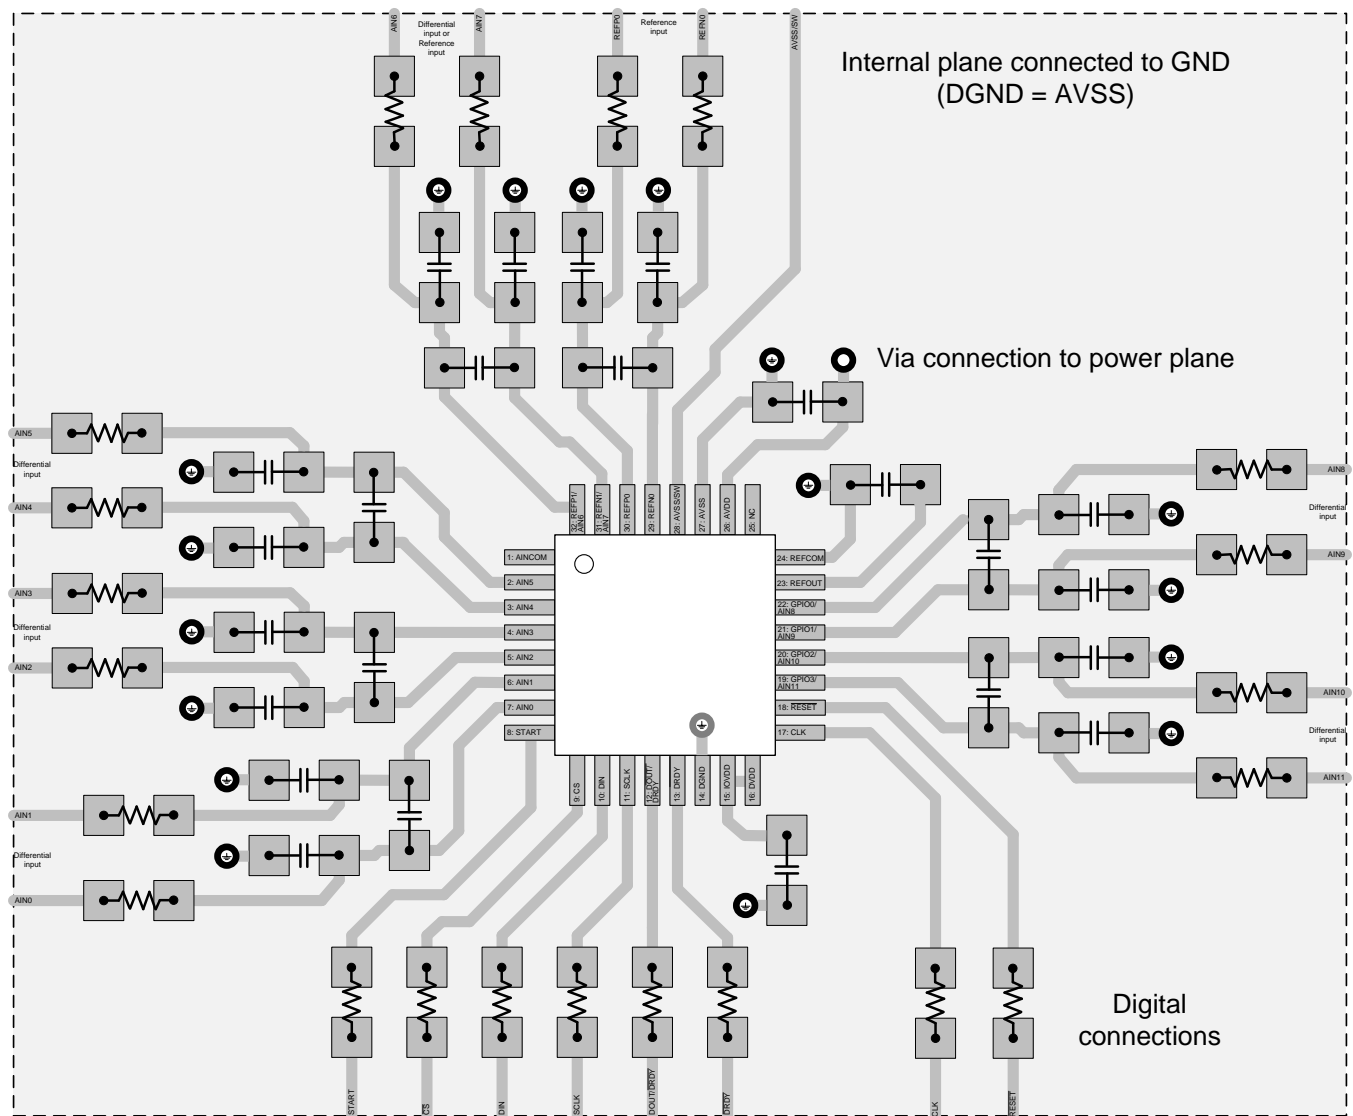 AIN6
Differential
input or
Reference
input
AIN7
REFP0
Reference
input
REFN0
AVSS/SW
Internal plane connected to GND
(DGND = AVSS)
Via connection to power plane
AIN5
Differential
input
AIN4
AIN3
Differential
input
AIN2
AIN1
Differential
input
AIN0
AIN8
Differential
input
AIN9
AIN10
Differential
input
AIN11
32: REFP1/
AIN6
31: REFN1/
AIN7
30: REFP0
29: REFN0
28: AVSS/SW
27: AVSS
26: AVDD
25: NC
1: AINCOM
2: AIN5
3: AIN4
4: AIN3
5: AIN2
6: AIN1
7: AIN0
8: START
24: REFCOM
23: REFOUT
22: GPIO0/
AIN8
21: GPIO1/
AIN9
20: GPIO2/
AIN10
19: GPIO3/
AIN11
18: RESET
17: CLK
9: CS
10: DIN
11: SCLK
12: DOUT/
DRDY
13: DRDY
14: DGND
15: IOVDD
16: DVDD
START
CS
DIN
SCLK
DOUT/DRDY
DRDY
CLK
RESET
Digital
connections